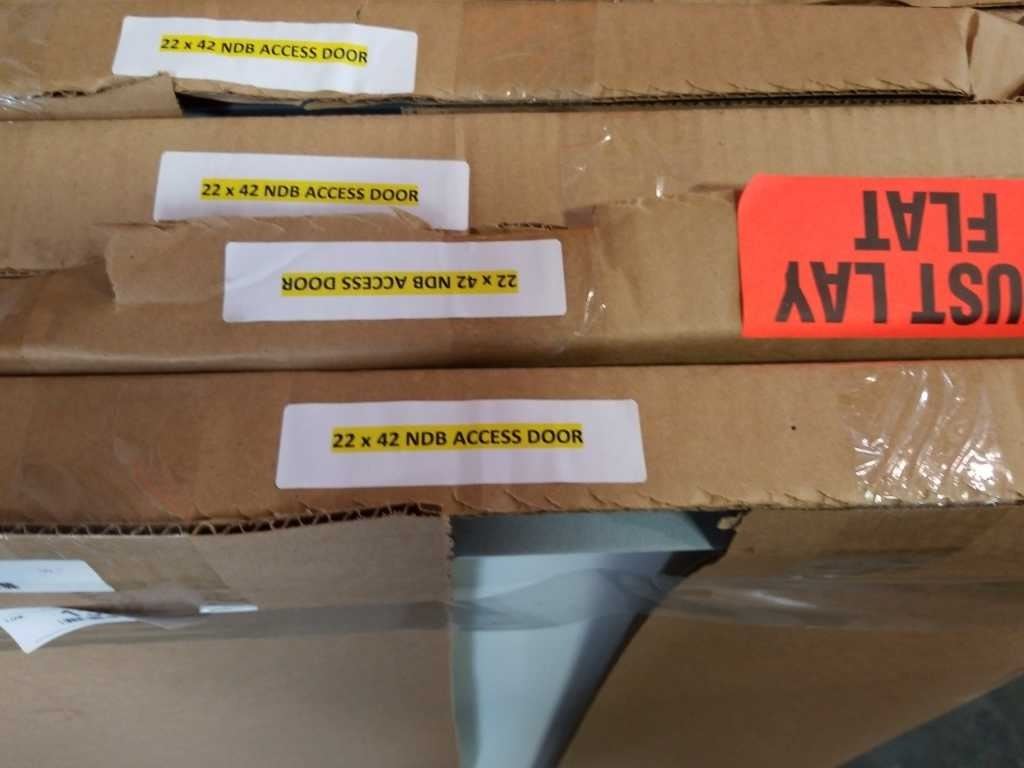 22 x 42 NDB ACCESS DOOR
22 x 42 NDB ACCESS DOOR
22 x 42 NDB ACCESS DOOR
UST LAY
FLAT
22 x 42 NDB ACCESS DOOR